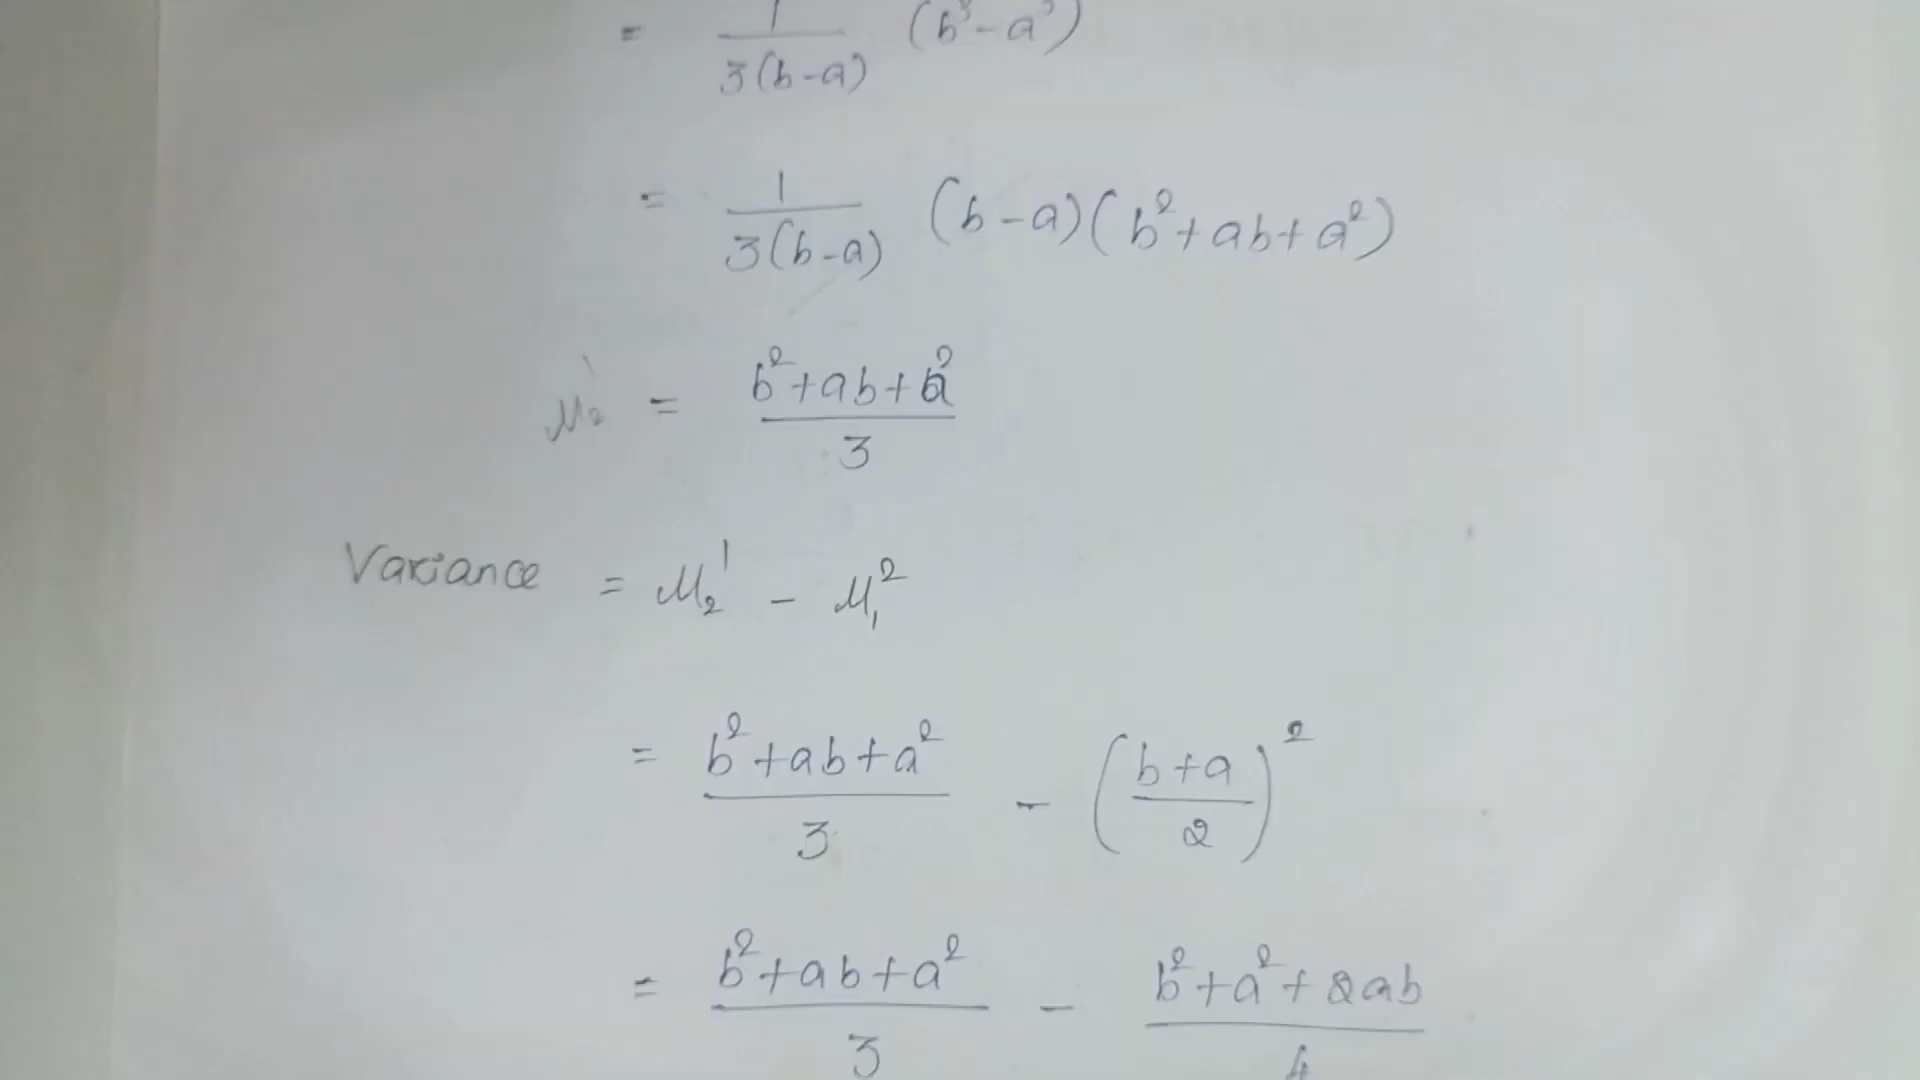 = 1/3(b-a) (b³-a³)
= 1/3(b-a) (b-a)(b²+ab+a²)
μ₂' = b²+ab+a²/3
Variance = μ₂' - μ₁²
= b²+ab+a²/3 - (b+a/2)²
= b²+ab+a²/3 - b²+a²+2ab/4